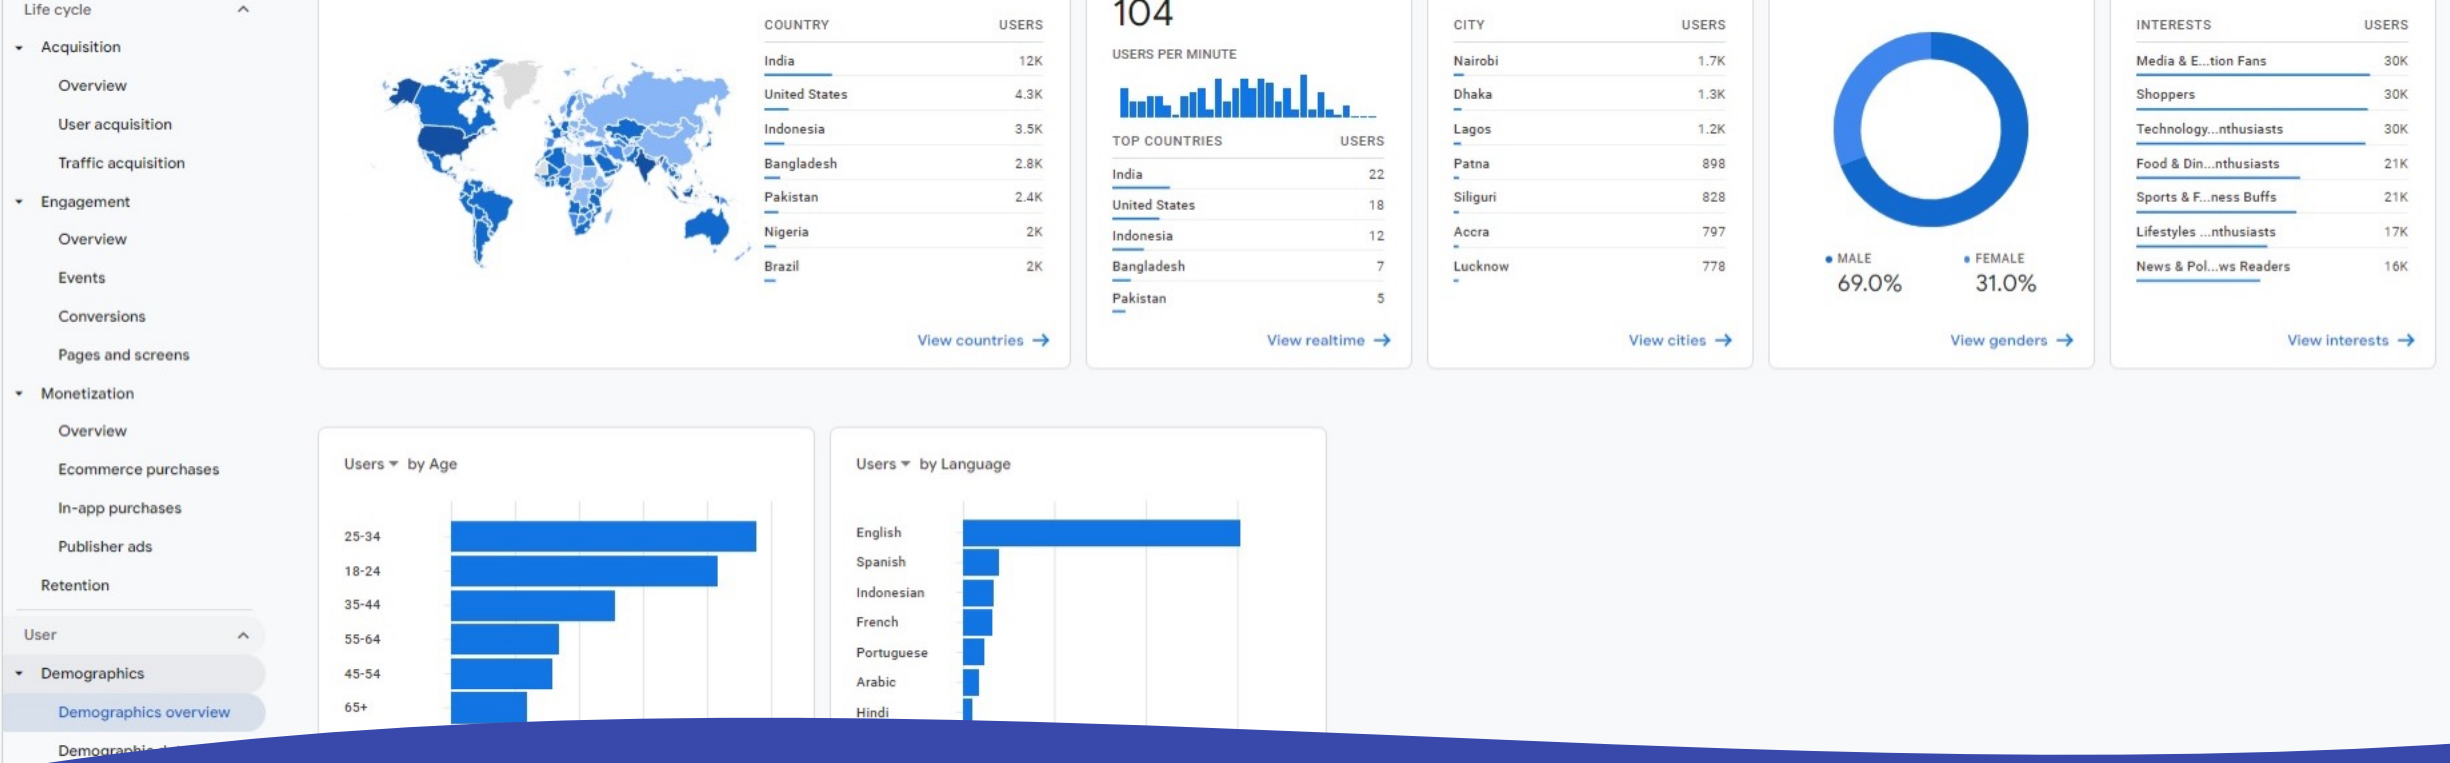 Life cycle
Acquisition
Overview
User acquisition
Traffic acquisition
Engagement
Overview
Events
Conversions
Pages and screens
Monetization
Overview
Ecommerce purchases
In-app purchases
Publisher ads
Retention
User
Demographics
Demographics overview
COUNTRY USERS
India 12K
United States 4.3K
Indonesia 3.5K
Bangladesh 2.8K
Pakistan 2.4K
Nigeria 2K
Brazil 2K
View countries →
104
USERS PER MINUTE
TOP COUNTRIES USERS
India 22
United States 18
Indonesia 12
Bangladesh 7
Pakistan 5
View realtime →
CITY USERS
Nairobi 1.7K
Dhaka 1.3K
Lagos 1.2K
Patna 898
Siliguri 828
Accra 797
Lucknow 778
View cities →
MALE FEMALE
69.0% 31.0%
View genders →
INTERESTS USERS
Media & E...tion Fans 30K
Shoppers 30K
Technology...nthusiasts 30K
Food & Din...nthusiasts 21K
Sports & F...ness Buffs 21K
Lifestyles ...nthusiasts 17K
News & Pol...ws Readers 16K
View interests →
Users by Age
25-34
18-24
35-44
55-64
45-54
65+
Users by Language
English
Spanish
Indonesian
French
Portuguese
Arabic
Hindi